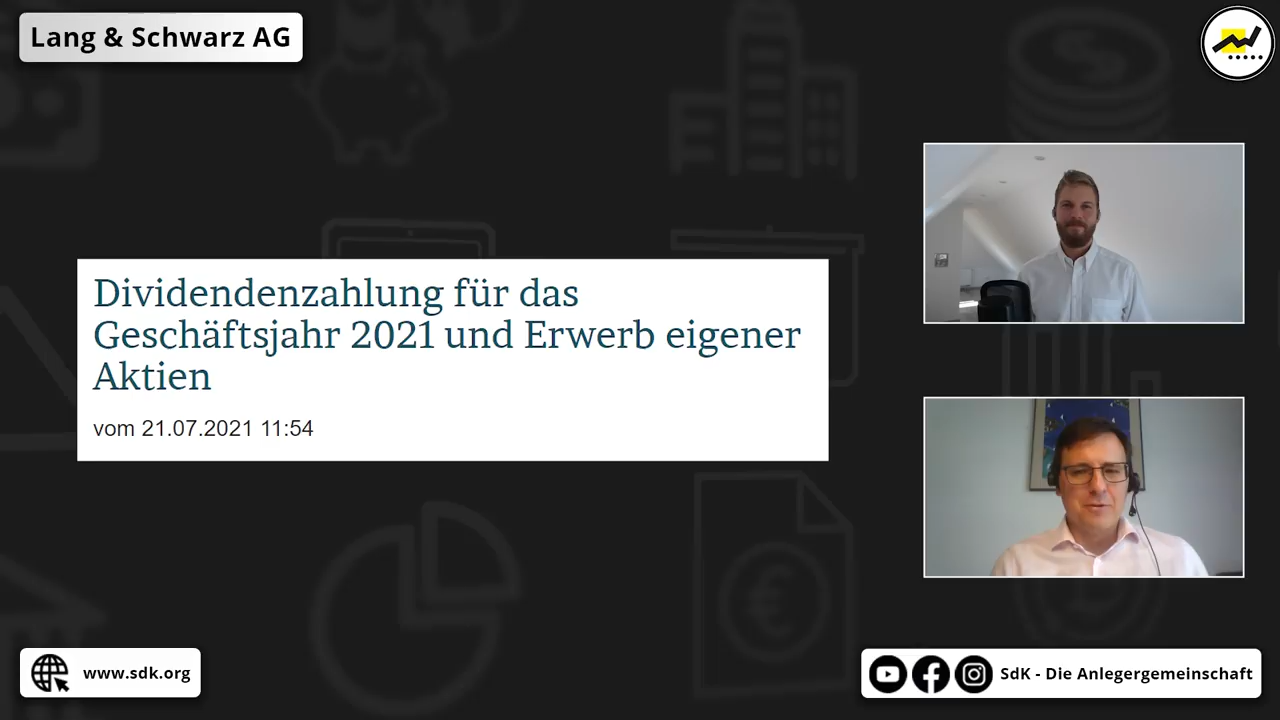 Lang & Schwarz AG
Dividendenzahlung für das
Geschäftsjahr 2021 und Erwerb eigener
Aktien
vom 21.07.2021 11:54
www.sdk.org
SdK - Die Anlegergemeinschaft